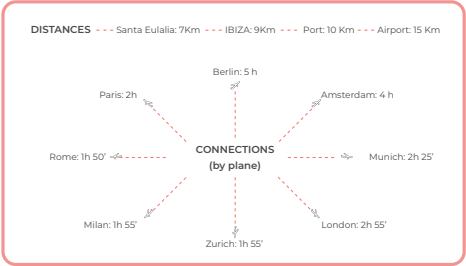 DISTANCES Santa Eulalia: 7Km IBIZA: 9Km Port: 10 Km Airport: 15 Km
Berlin: 5 h
Paris: 2h
Amsterdam: 4 h
CONNECTIONS
(by plane)
Rome: 1h 50’
Munich: 2h 25’
Milan: 1h 55’
London: 2h 55’
Zurich: 1h 55’